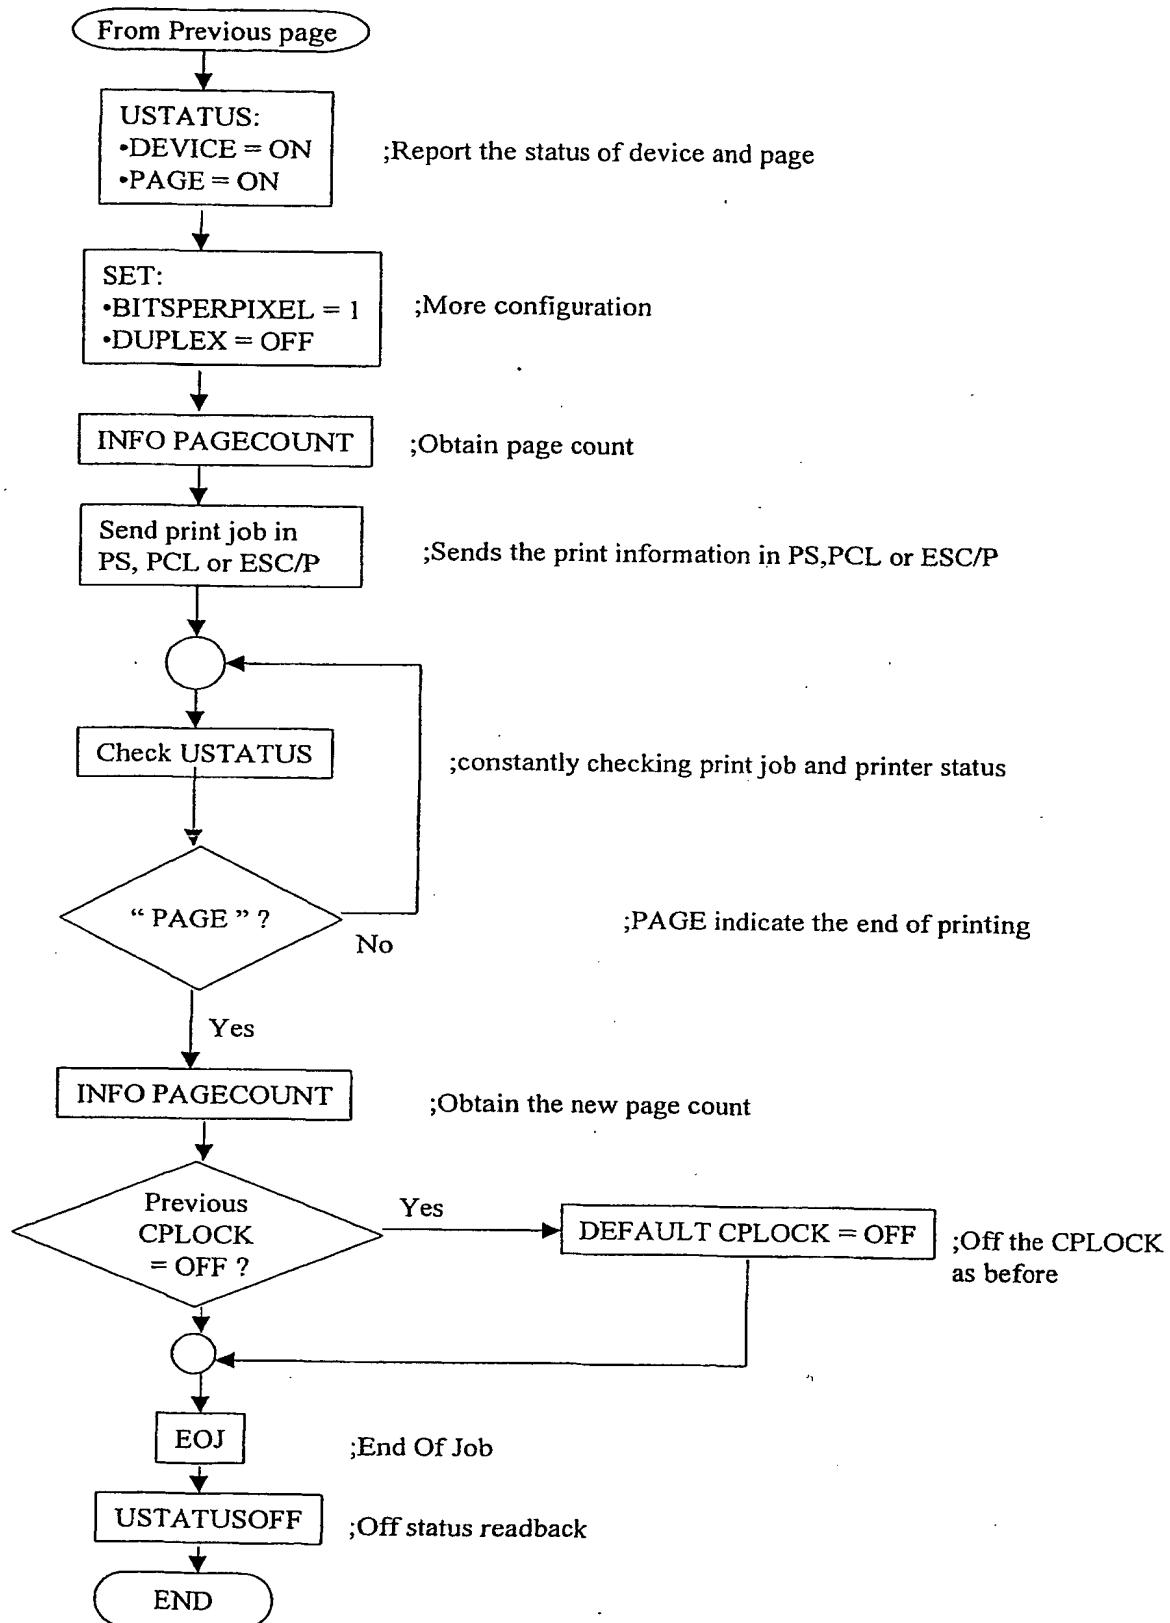 From Previous page
USTATUS:
•DEVICE = ON
•PAGE = ON
;Report the status of device and page
SET:
•BITSPERPIXEL = 1
•DUPLEX = OFF
;More configuration
INFO PAGECOUNT
;Obtain page count
Send print job in
PS, PCL or ESC/P
;Sends the print information in PS,PCL or ESC/P
Check USTATUS
;constantly checking print job and printer status
“ PAGE ” ?
No
;PAGE indicate the end of printing
Yes
INFO PAGECOUNT
;Obtain the new page count
Previous
CPLOCK
= OFF ?
Yes
DEFAULT CPLOCK = OFF
;Off the CPLOCK
as before
EOJ
;End Of Job
USTATUSOFF
;Off status readback
END